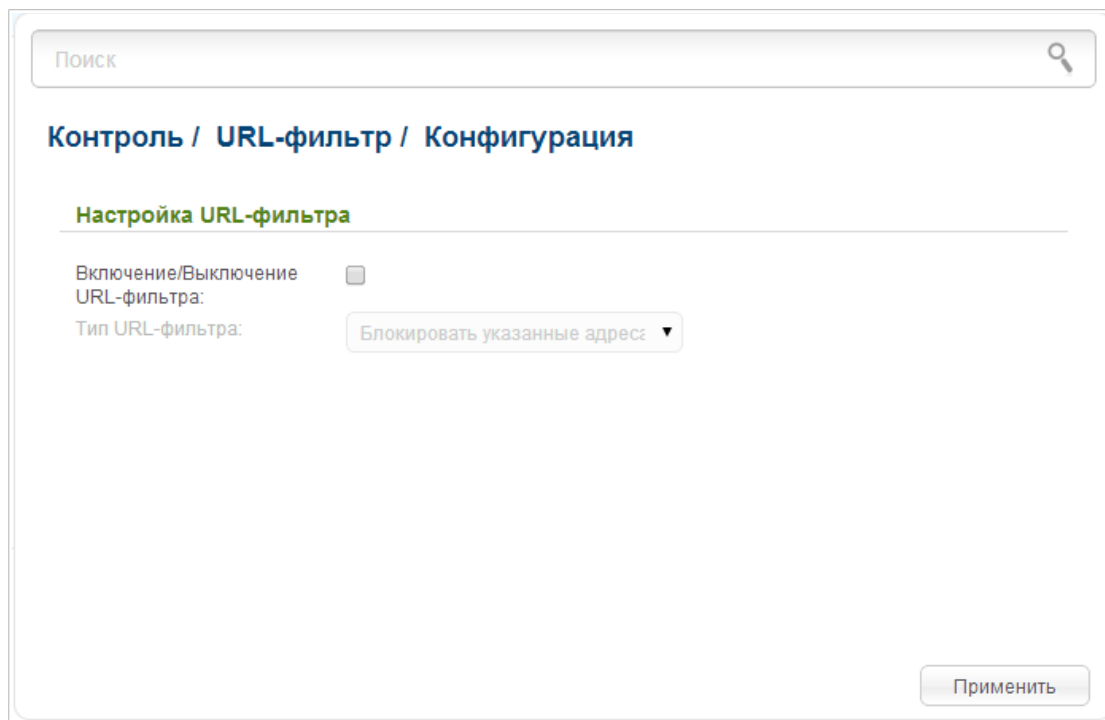 Поиск
Контроль / URL-фильтр / Конфигурация
Настройка URL-фильтра
Включение/Выключение
URL-фильтра:
Тип URL-фильтра:
Блокировать указанные адреса
Применить